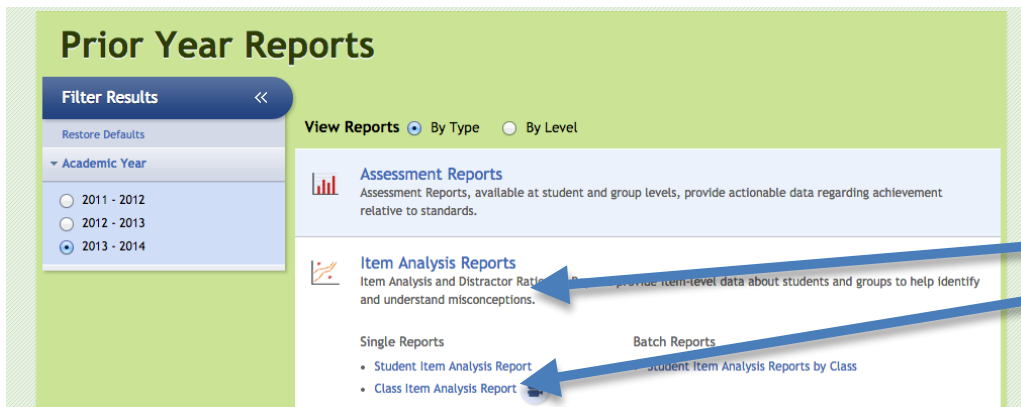 Prior Year Reports
Filter Results
Restore Defaults
Academic Year
2011 - 2012
2012 - 2013
2013 - 2014
View Reports By Type By Level
Assessment Reports
Assessment Reports, available at student and group levels, provide actionable data regarding achievement
relative to standards.
Item Analysis Reports
Item Analysis and Distractor provide item-level data about students and groups to help identify
and understand misconceptions.
Single Reports
Batch Reports
• Student Item Analysis Report
Student Item Analysis Reports by Class
• Class Item Analysis Report